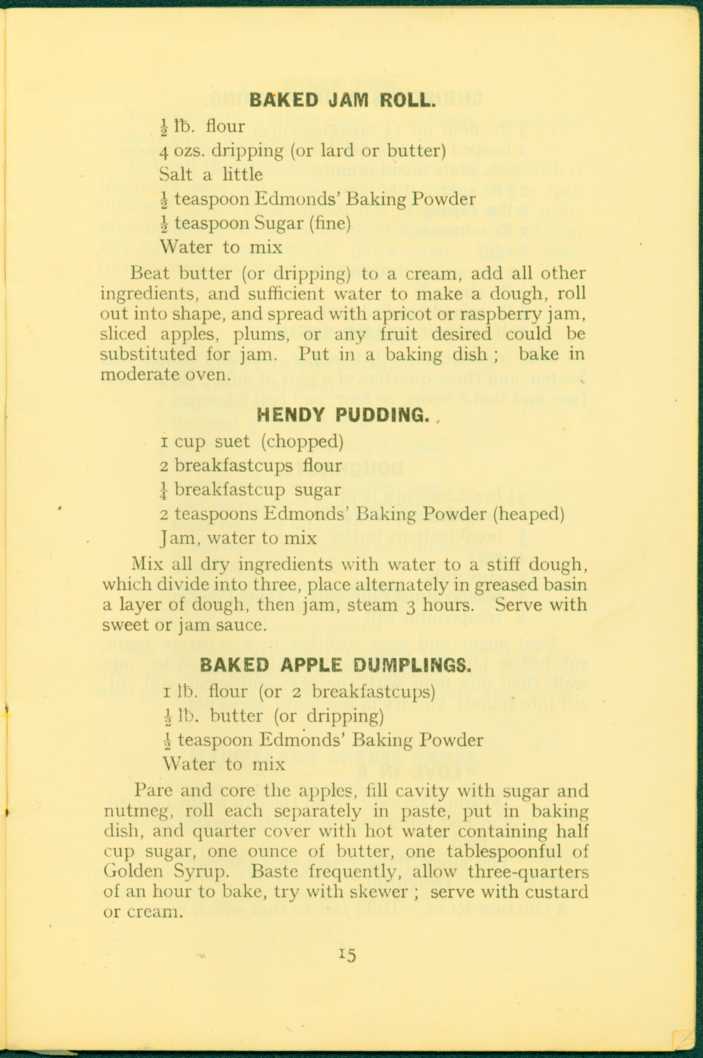 BAKED JAM ROLL.
½ lb. flour
4 ozs. dripping (or lard or butter)
Salt a little
½ teaspoon Edmonds' Baking Powder
½ teaspoon Sugar (fine)
Water to mix
Beat butter (or dripping) to a cream, add all other
ingredients, and sufficient water to make a dough, roll
out into shape, and spread with apricot or raspberry jam,
sliced apples, plums, or any fruit desired could be
substituted for jam. Put in a baking dish ; bake in
moderate oven.
HENDY PUDDING.
1 cup suet (chopped)
2 breakfastcups flour
¼ breakfastcup sugar
2 teaspoons Edmonds' Baking Powder (heaped)
Jam, water to mix
Mix all dry ingredients with water to a stiff dough,
which divide into three, place alternately in greased basin
a layer of dough, then jam, steam 3 hours. Serve with
sweet or jam sauce.
BAKED APPLE DUMPLINGS.
1 lb. flour (or 2 breakfastcups)
½ lb. butter (or dripping)
½ teaspoon Edmonds' Baking Powder
Water to mix
Pare and core the apples, fill cavity with sugar and
nutmeg, roll each separately in paste, put in baking
dish, and quarter cover with hot water containing half
cup sugar, one ounce of butter, one tablespoonful of
Golden Syrup. Baste frequently, allow three-quarters
of an hour to bake, try with skewer ; serve with custard
or cream.
15